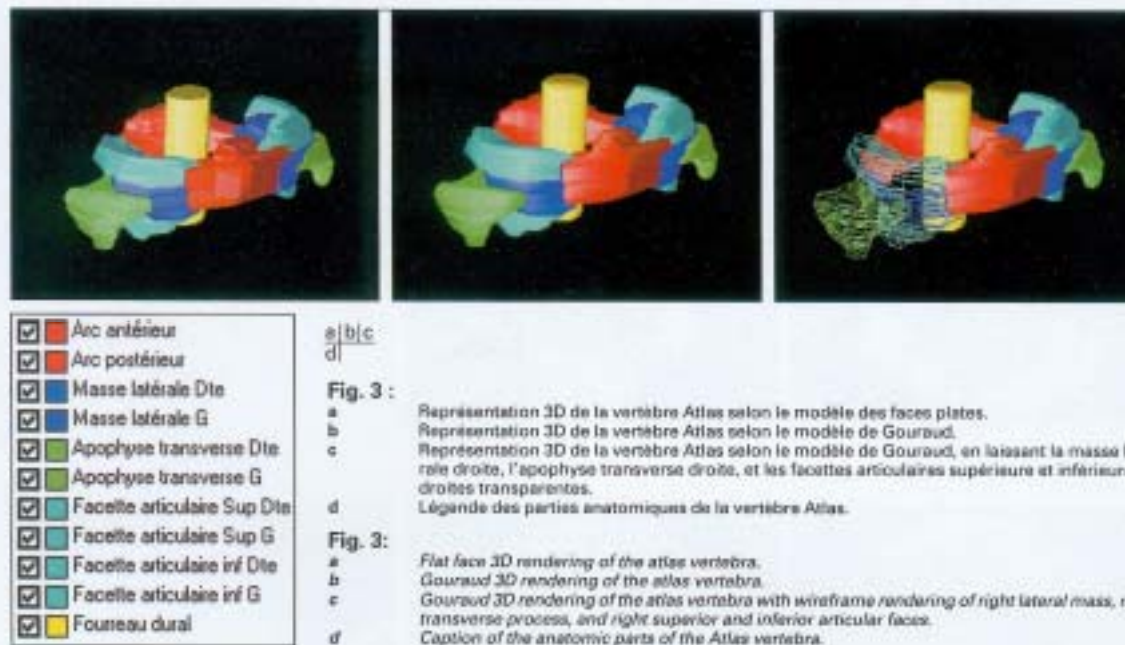 Arc antérieur
Arc postérieur
Masse latérale Dte
Masse latérale G
Apophyse transverse Dte
Apophyse transverse G
Facette articulaire Sup Dte
Facette articulaire Sup G
Facette articulaire inf Dte
Facette articulaire inf G
Fourreau dural
a|b|c
d|
Fig. 3 :
a Représentation 3D de la vertèbre Atlas selon le modèle des faces plates.
b Représentation 3D de la vertèbre Atlas selon le modèle de Gouraud.
c Représentation 3D de la vertèbre Atlas selon le modèle de Gouraud, en laissant la masse
rale droite, l'apophyse transverse droite, et les facettes articulaires supérieure et inférieur
droites transparentes.
d Légende des parties anatomiques de la vertèbre Atlas.
Fig. 3:
a Flat face 3D rendering of the atlas vertebra.
b Gouraud 3D rendering of the atlas vertebra.
c Gouraud 3D rendering of the atlas vertebra with wireframe rendering of right lateral mass,
transverse process, and right superior and inferior articular faces.
d Caption of the anatomic parts of the Atlas vertebra.